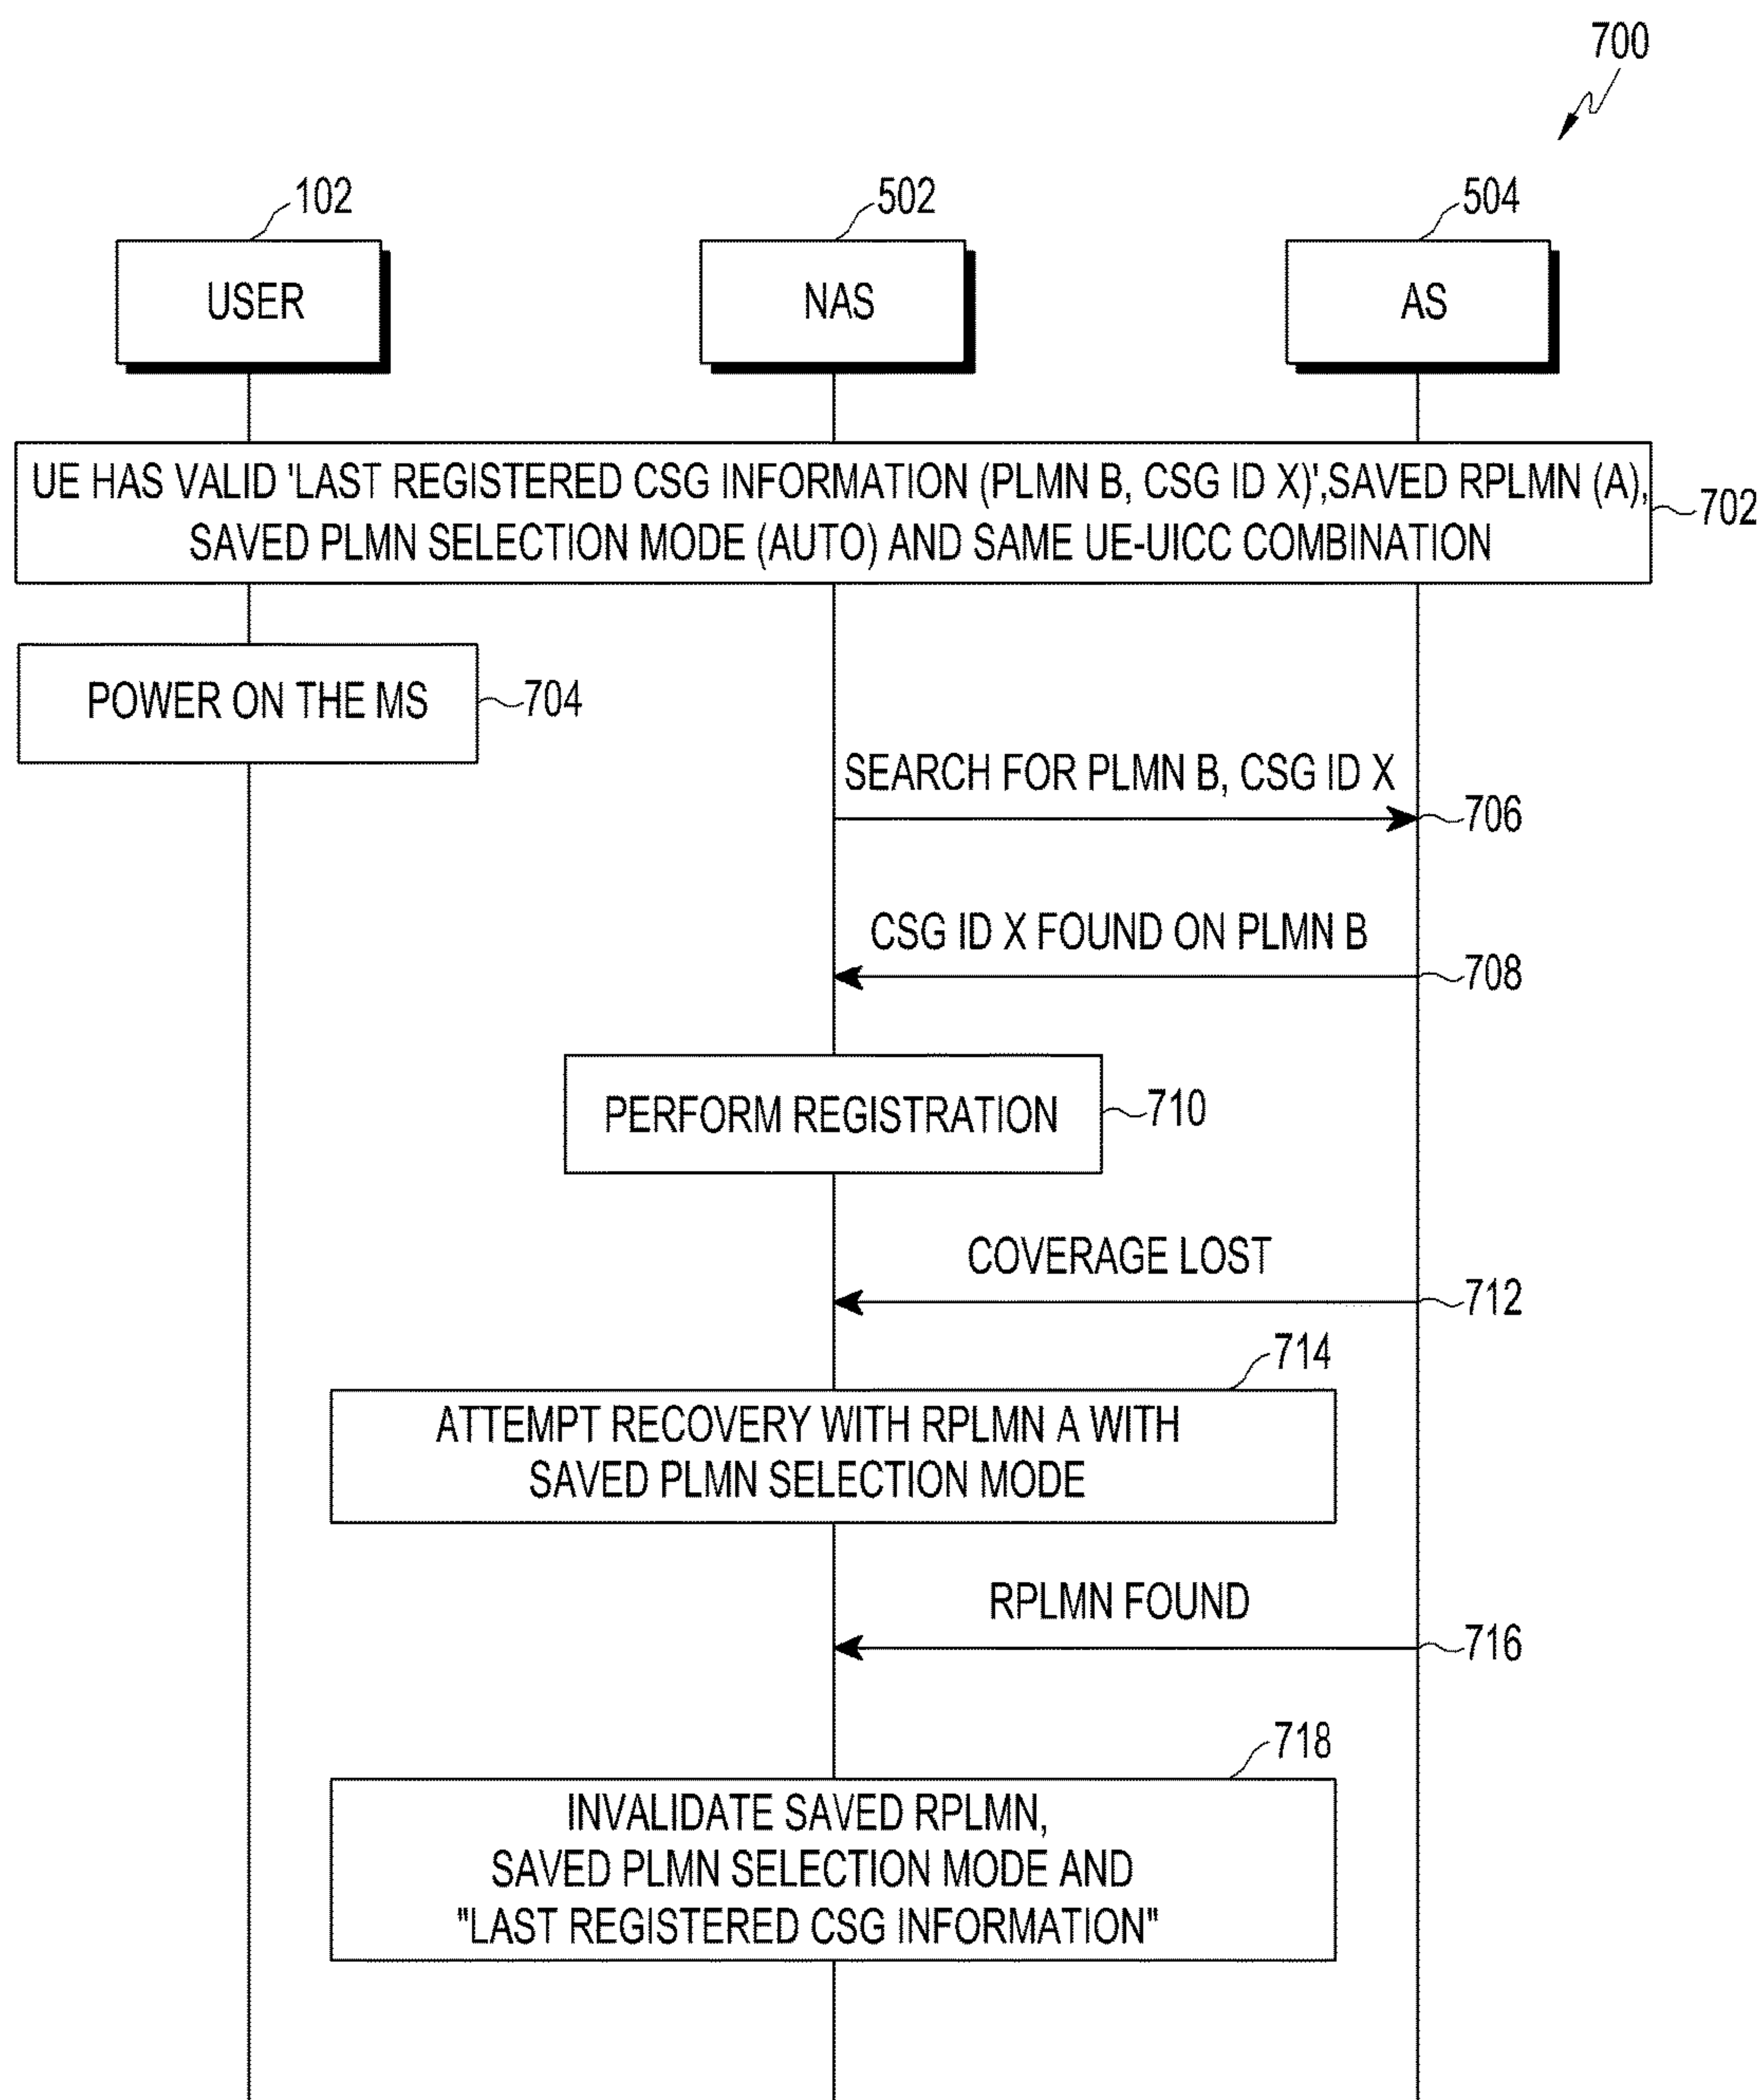 700
102
502
504
USER
NAS
AS
UE HAS VALID 'LAST REGISTERED CSG INFORMATION (PLMN B, CSG ID X)',SAVED RPLMN (A),
SAVED PLMN SELECTION MODE (AUTO) AND SAME UE-UICC COMBINATION
702
POWER ON THE MS
704
SEARCH FOR PLMN B, CSG ID X
706
CSG ID X FOUND ON PLMN B
708
PERFORM REGISTRATION
710
COVERAGE LOST
712
714
ATTEMPT RECOVERY WITH RPLMN A WITH
SAVED PLMN SELECTION MODE
RPLMN FOUND
716
718
INVALIDATE SAVED RPLMN,
SAVED PLMN SELECTION MODE AND
"LAST REGISTERED CSG INFORMATION"